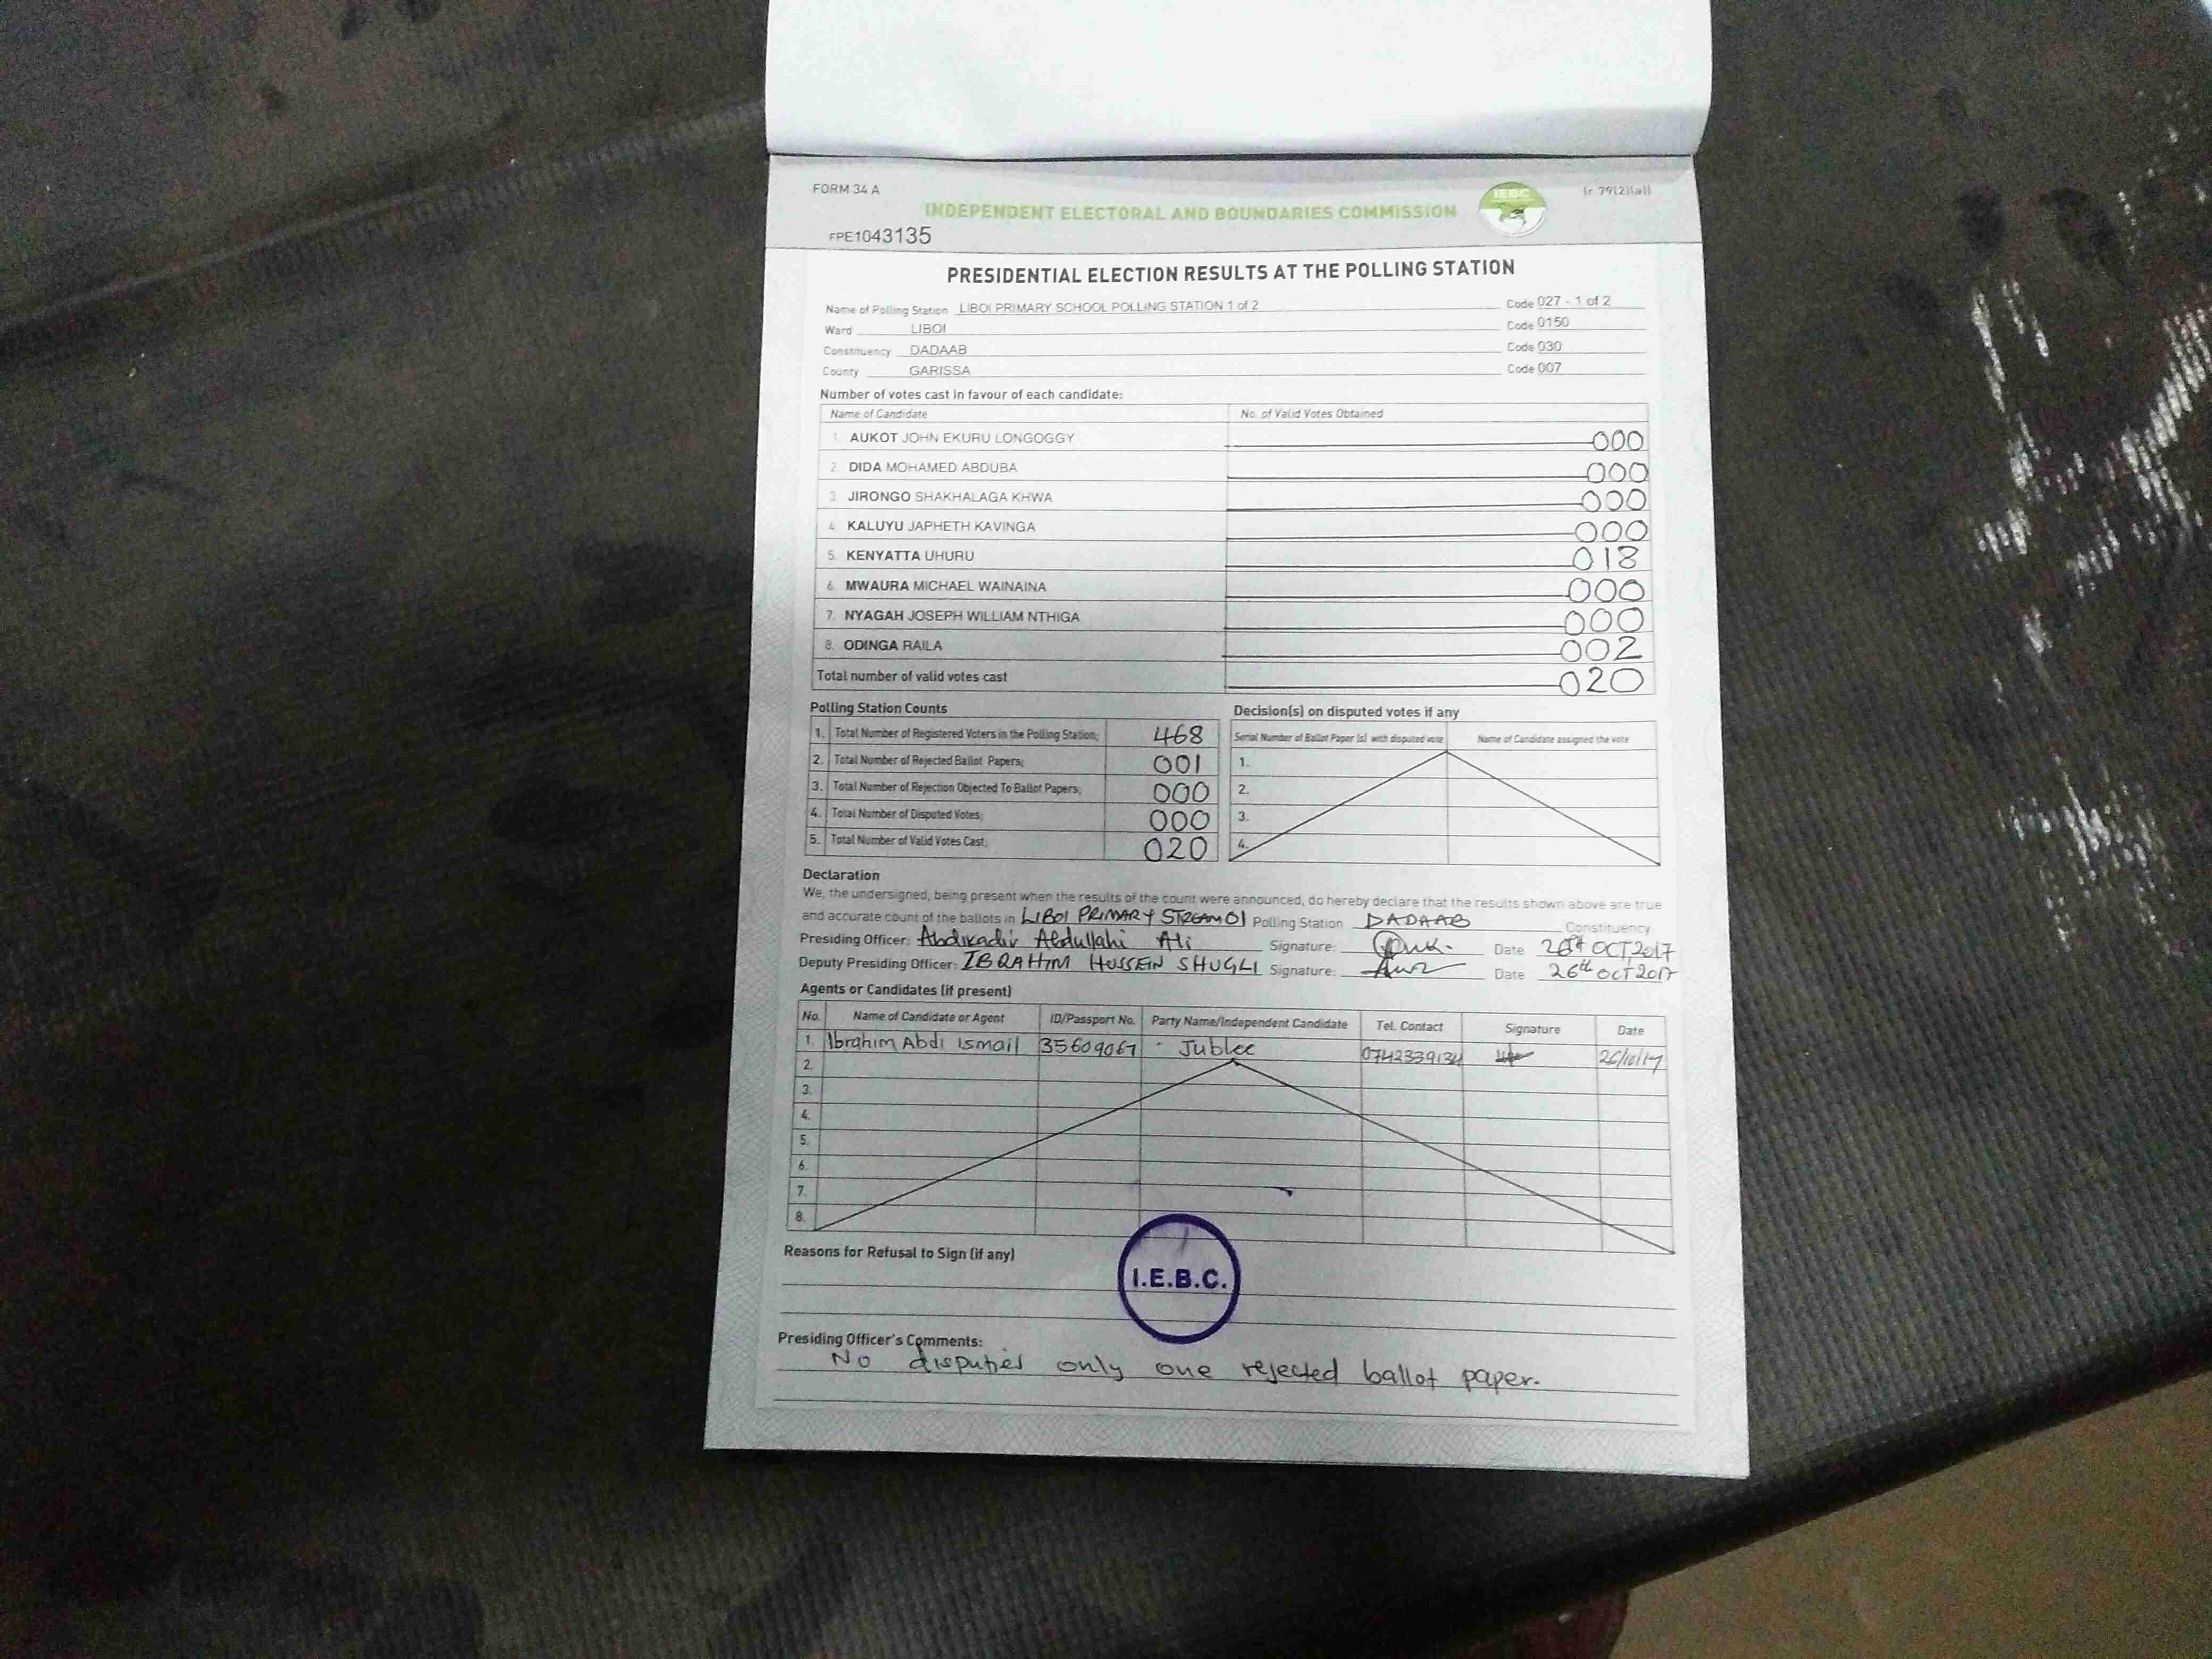 FORM 34 A
IEBC
(r. 79(2)(a))
INDEPENDENT ELECTORAL AND BOUNDARIES COMMISSION
FPE1043135
PRESIDENTIAL ELECTION RESULTS AT THE POLLING STATION
Name of Polling Station LIBOI PRIMARY SCHOOL POLLING STATION 1 of 2 Code 027 - 1 of 2
Ward LIBOI Code 0150
Constituency DADAAB Code 030
County GARISSA Code 007
Number of votes cast in favour of each candidate:
Name of Candidate No. of Valid Votes Obtained
1. AUKOT JOHN EKURU LONGOGGY 000
2. DIDA MOHAMED ABDUBA 000
3. JIRONGO SHAKHALAGA KHWA 000
4. KALUYU JAPHETH KAVINGA 000
5. KENYATTA UHURU 018
6. MWAURA MICHAEL WAINAINA 000
7. NYAGAH JOSEPH WILLIAM NTHIGA 000
8. ODINGA RAILA 002
Total number of valid votes cast 020
Polling Station Counts
1. Total Number of Registered Voters in the Polling Station; 468
2. Total Number of Rejected Ballot Papers; 001
3. Total Number of Rejection Objected To Ballot Papers; 000
4. Total Number of Disputed Votes; 000
5. Total Number of Valid Votes Cast; 020
Decision(s) on disputed votes if any
Serial Number of Ballot Paper (s) with disputed vote Name of Candidate assigned the vote
1.
2.
3.
4.
Declaration
We, the undersigned, being present when the results of the count were announced, do hereby declare that the results shown above are true
and accurate count of the ballots in LIBOI PRIMARY STREAM 01 Polling Station DADAAB Constituency
Presiding Officer: Abdikadir Abdullahi Ali Signature: Date 26th OCT, 2017
Deputy Presiding Officer: IBRAHIM HUSSEIN SHUGLI Signature: Date 26th OCT 2017
Agents or Candidates (if present)
No. Name of Candidate or Agent ID/Passport No. Party Name/Independent Candidate Tel. Contact Signature Date
1. Ibrahim Abdi Ismail 35609067 Jublee 0742339134 26/10/17
2.
3.
4.
5.
6.
7.
8.
Reasons for Refusal to Sign (if any)
I.E.B.C.
Presiding Officer's Comments:
No disputies only one rejected ballot paper.